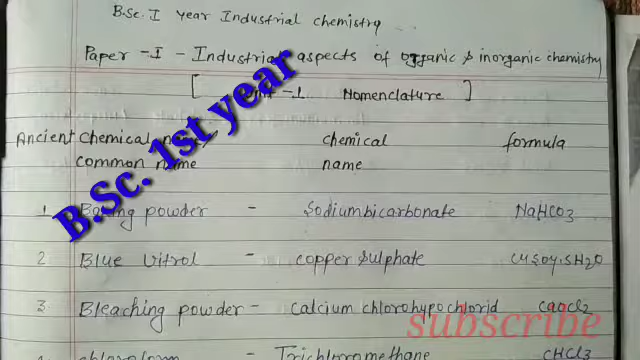 B.Sc. I year Industrial chemistry
Paper - I - Industrial aspects of organic & inorganic chemistry
[ -1 Nomenclature ]
Ancient Chemical chemical formula
common name name
1. powder - Sodiumbicarbonate NaHCO3
2 Blue Vitrol - copper sulphate CuSO4.5H2O
3. Bleaching powder - Calcium chlorohypochlorid CaOCl2
chloroform - Trichloromethane CHCl3
B.Sc. 1st year
subscribe